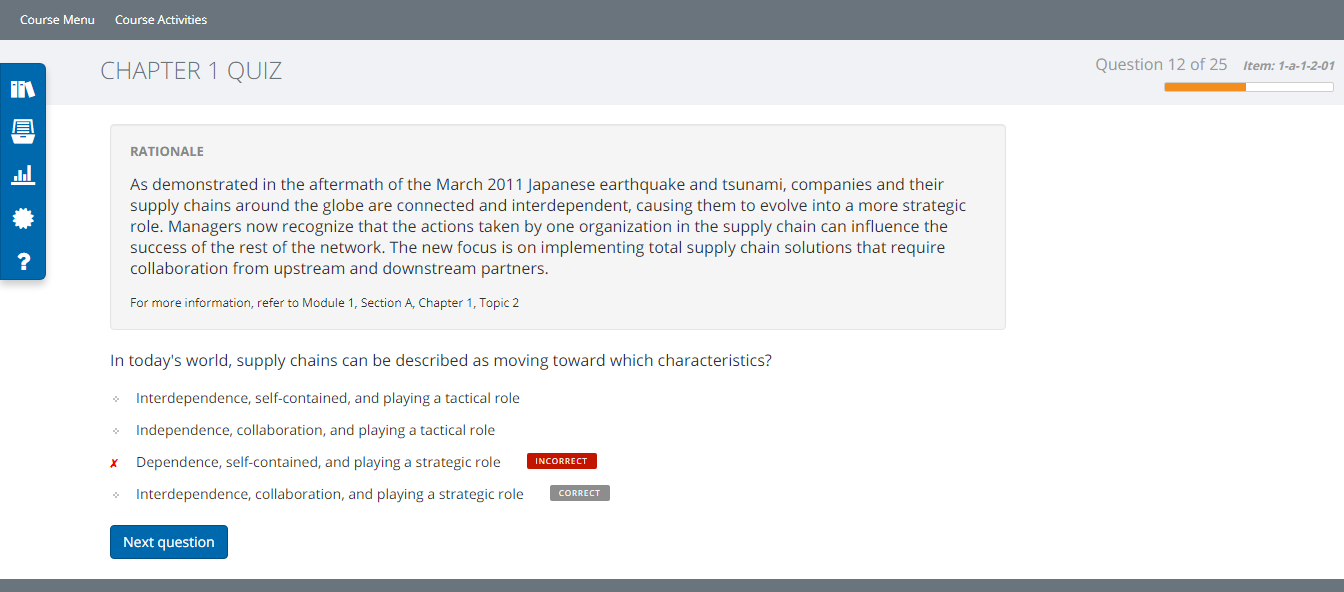 Course Menu Course Activities
CHAPTER 1 QUIZ
Question 12 of 25 Item: 1-a-1-2-01
RATIONALE
As demonstrated in the aftermath of the March 2011 Japanese earthquake and tsunami, companies and their
supply chains around the globe are connected and interdependent, causing them to evolve into a more strategic
role. Managers now recognize that the actions taken by one organization in the supply chain can influence the
success of the rest of the network. The new focus is on implementing total supply chain solutions that require
collaboration from upstream and downstream partners.
For more information, refer to Module 1, Section A, Chapter 1, Topic 2
In today's world, supply chains can be described as moving toward which characteristics?
Interdependence, self-contained, and playing a tactical role
Independence, collaboration, and playing a tactical role
✗ Dependence, self-contained, and playing a strategic role INCORRECT
Interdependence, collaboration, and playing a strategic role CORRECT
Next question
?